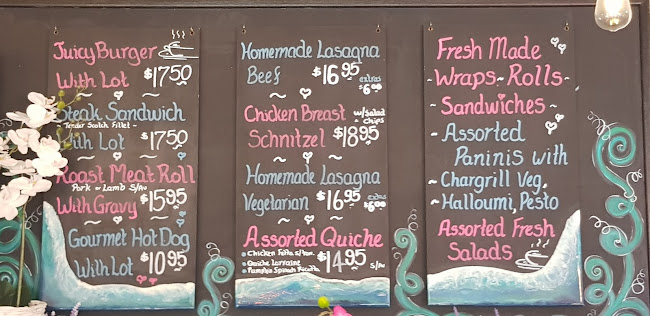 Juicy Burger
With Lot $17.50
Steak Sandwich
- Tender Scotch Fillet -
With Lot $17.50
Roast Meat Roll
Pork - Lamb S/Av
With Gravy $15.95
Gourmet Hot Dog
With Lot $10.95
Homemade Lasagna
Beef $16.95 extras $6.00
Chicken Breast w/Salad + chips
Schnitzel $18.95
Homemade Lasagna
Vegetarian $16.95 extras $6.00
Assorted Quiche
Chicken Fetta S/
Quiche Lorraine
Pumpkin Spinach Ricotta
$14.95 S/Av
Fresh Made
~ Wraps ~ Rolls ~
~ Sandwiches ~
~ Assorted
Paninis with
~ Chargrill Veg,
~ Halloumi, Pesto
Assorted Fresh
Salads